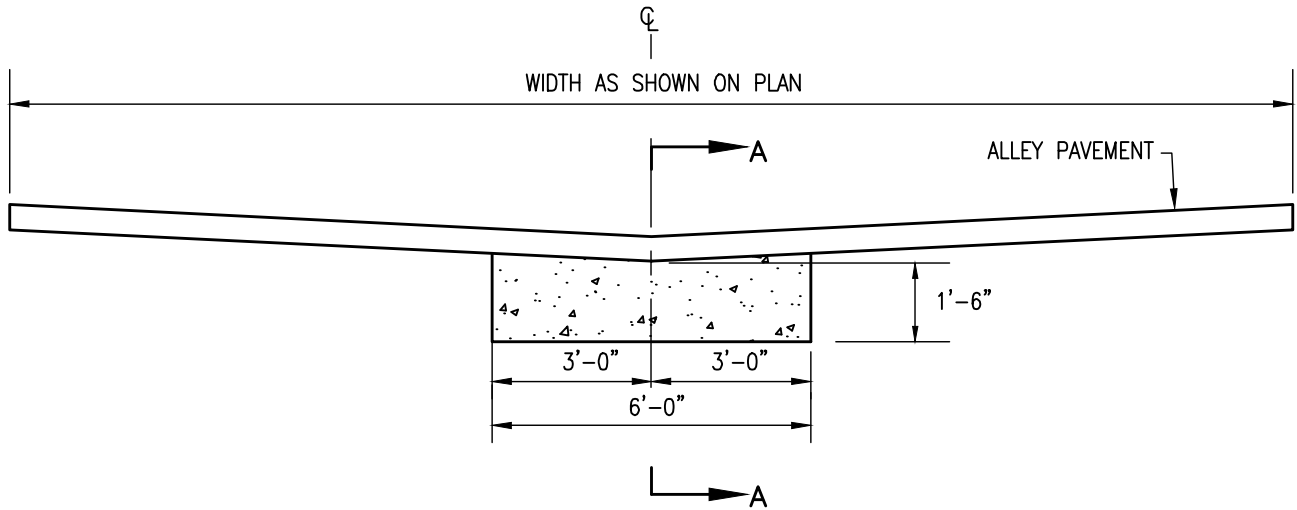 ℄
WIDTH AS SHOWN ON PLAN
A
ALLEY PAVEMENT
1'-6"
3'-0" 3'-0"
6'-0"
A